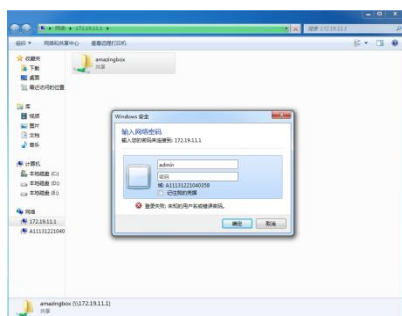 网络 ▸ 172.19.11.1 ▸
搜索 172.19.11.1
组织 ▾ 网络和共享中心 查看远程打印机
收藏夹
下载
桌面
最近访问的位置
库
视频
图片
文档
音乐
计算机
本地磁盘 (C:)
本地磁盘 (D:)
本地磁盘 (E:)
网络
172.19.11.1
A11131221040
amazingbox
共享
Windows 安全
输入网络密码
输入您的密码来连接到: 172.19.11.1
admin
密码
域: A11131221040358
记住我的凭据
登录失败: 未知的用户名或错误密码。
确定 取消
amazingbox (\\172.19.11.1)
共享